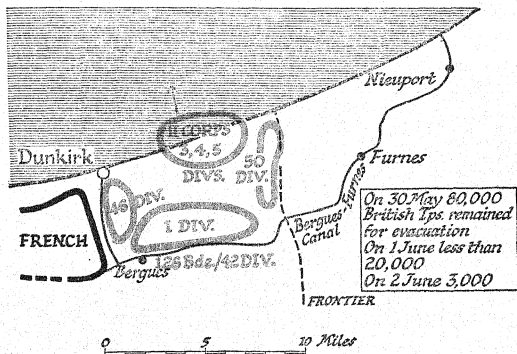 Nieuport
II CORPS
3, 4, 5
DIVS.
50
DIV.
Dunkirk
Furnes
46 DIV.
1 DIV.
FRENCH
Bergues
126 Bde/42 DIV.
Bergues Furnes
Canal
FRONTIER
On 30 May 80,000
British Tps. remained
for evacuation
On 1 June less than
20,000
On 2 June 3,000
0 5 10 Miles